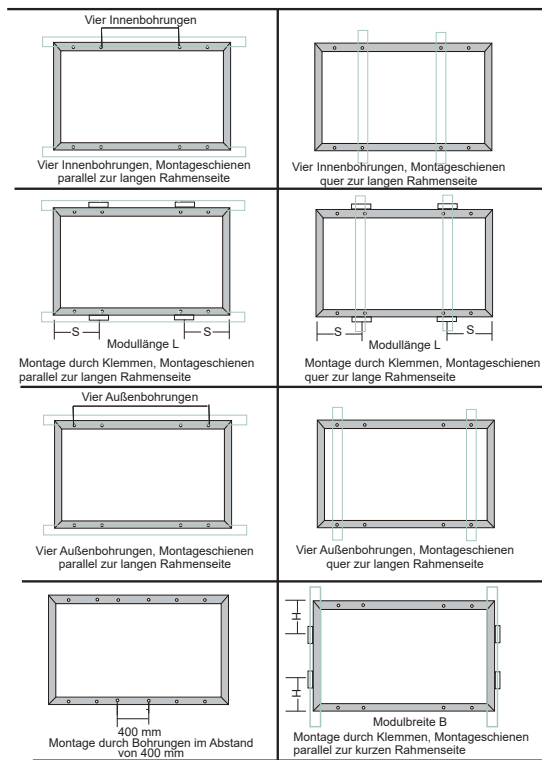 Vier Innenbohrungen
Vier Innenbohrungen, Montageschienen
parallel zur langen Rahmenseite
Vier Innenbohrungen, Montageschienen
quer zur langen Rahmenseite
S
S
Modullänge L
Montage durch Klemmen, Montageschienen
parallel zur langen Rahmenseite
S
S
Modullänge L
Montage durch Klemmen, Montageschienen
quer zur lange Rahmenseite
Vier Außenbohrungen
Vier Außenbohrungen, Montageschienen
parallel zur langen Rahmenseite
Vier Außenbohrungen, Montageschienen
quer zur langen Rahmenseite
400 mm
Montage durch Bohrungen im Abstand
von 400 mm
H
H
Modulbreite B
Montage durch Klemmen, Montageschienen
parallel zur kurzen Rahmenseite